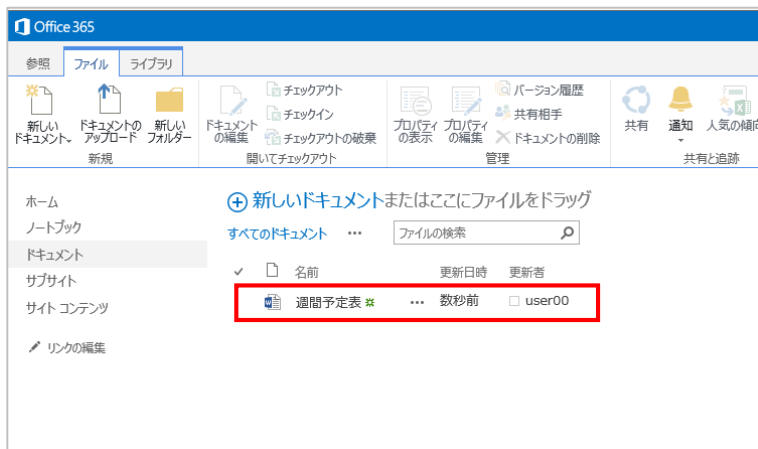 Office 365
参照 ファイル ライブラリ
新しい
ドキュメント
ドキュメントの
アップロード
新しい
フォルダー
新規
ドキュメント
の編集
チェックアウト
チェックイン
チェックアウトの破棄
開いてチェックアウト
プロパティ
の表示
プロパティ
の編集
バージョン履歴
共有相手
ドキュメントの削除
管理
共有
通知
人気の傾向
共有と追跡
ホーム
ノートブック
ドキュメント
サブサイト
サイト コンテンツ
リンクの編集
新しいドキュメントまたはここにファイルをドラッグ
すべてのドキュメント ••• ファイルの検索
名前 更新日時 更新者
週間予定表 ••• 数秒前 user00